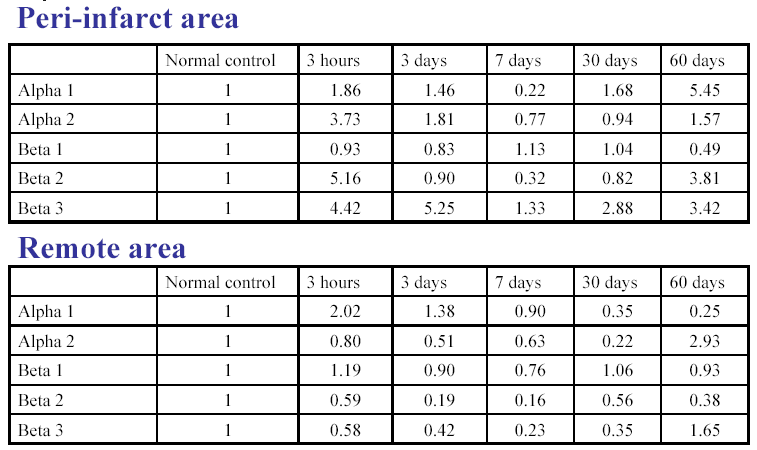 Peri-infarct area
Normal control 3 hours 3 days 7 days 30 days 60 days
Alpha 1 1 1.86 1.46 0.22 1.68 5.45
Alpha 2 1 3.73 1.81 0.77 0.94 1.57
Beta 1 1 0.93 0.83 1.13 1.04 0.49
Beta 2 1 5.16 0.90 0.32 0.82 3.81
Beta 3 1 4.42 5.25 1.33 2.88 3.42
Remote area
Normal control 3 hours 3 days 7 days 30 days 60 days
Alpha 1 1 2.02 1.38 0.90 0.35 0.25
Alpha 2 1 0.80 0.51 0.63 0.22 2.93
Beta 1 1 1.19 0.90 0.76 1.06 0.93
Beta 2 1 0.59 0.19 0.16 0.56 0.38
Beta 3 1 0.58 0.42 0.23 0.35 1.65